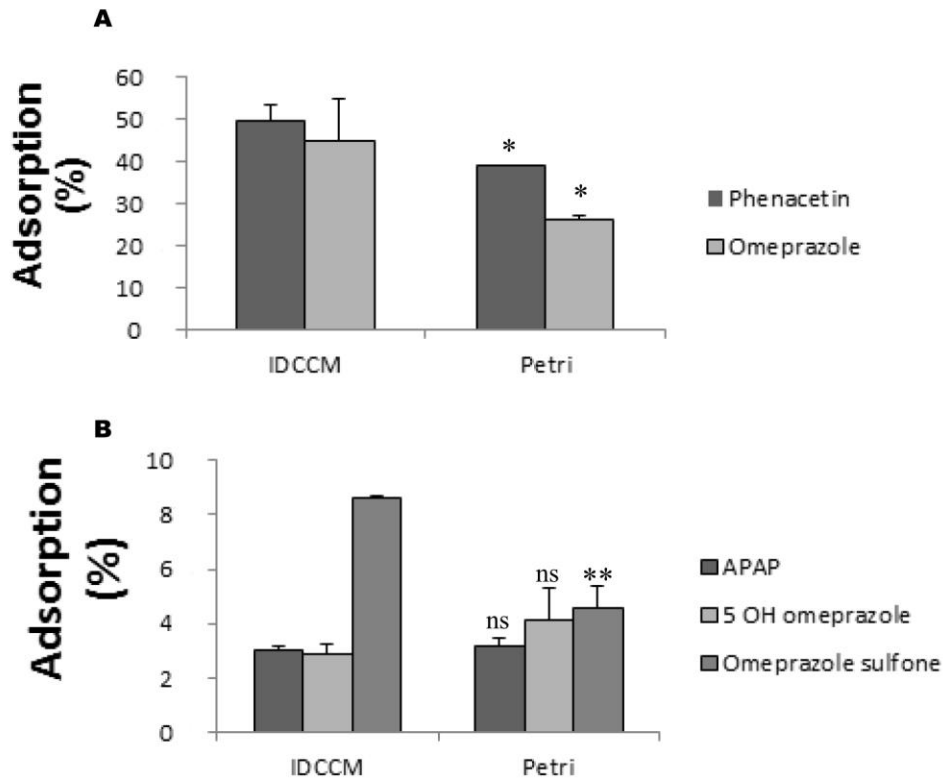 A
Adsorption
(%)
60
50
40
30
20
10
0
*
*
IDCCM
Petri
Phenacetin
Omeprazole
B
Adsorption
(%)
10
8
6
4
2
0
ns
ns
**
IDCCM
Petri
APAP
5 OH omeprazole
Omeprazole sulfone